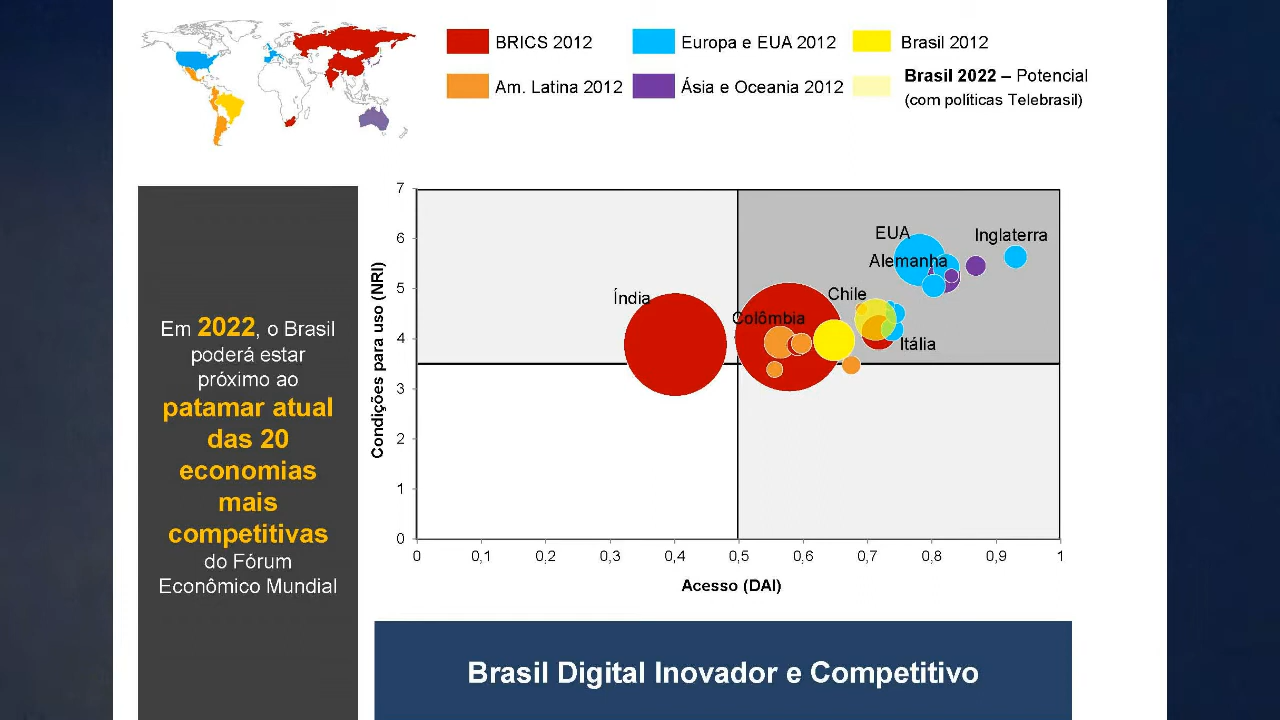 BRICS 2012
Europa e EUA 2012
Brasil 2012
Am. Latina 2012
Ásia e Oceania 2012
Brasil 2022 – Potencial
(com políticas Telebrasil)
Em 2022, o Brasil
poderá estar
próximo ao
patamar atual
das 20
economias
mais
competitivas
do Fórum
Econômico Mundial
Condições para uso (NRI)
7
6
5
4
3
2
1
0
EUA
Inglaterra
Alemanha
Índia
Chile
Colômbia
Itália
0
0,1
0,2
0,3
0,4
0,5
0,6
0,7
0,8
0,9
1
Acesso (DAI)
Brasil Digital Inovador e Competitivo